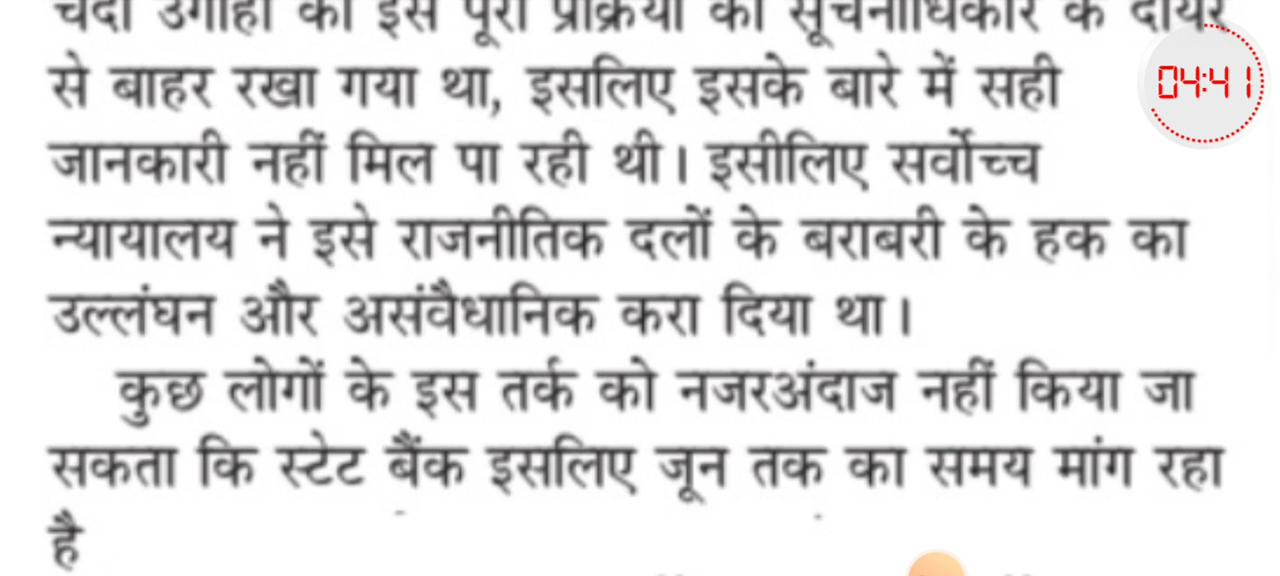 चंदा उगाही की इस पूरी प्रक्रिया को सूचनाधिकार के दायरे
से बाहर रखा गया था, इसलिए इसके बारे में सही
जानकारी नहीं मिल पा रही थी। इसीलिए सर्वोच्च
न्यायालय ने इसे राजनीतिक दलों के बराबरी के हक का
उल्लंघन और असंवैधानिक करा दिया था।
कुछ लोगों के इस तर्क को नजरअंदाज नहीं किया जा
सकता कि स्टेट बैंक इसलिए जून तक का समय मांग रहा
है
04:41